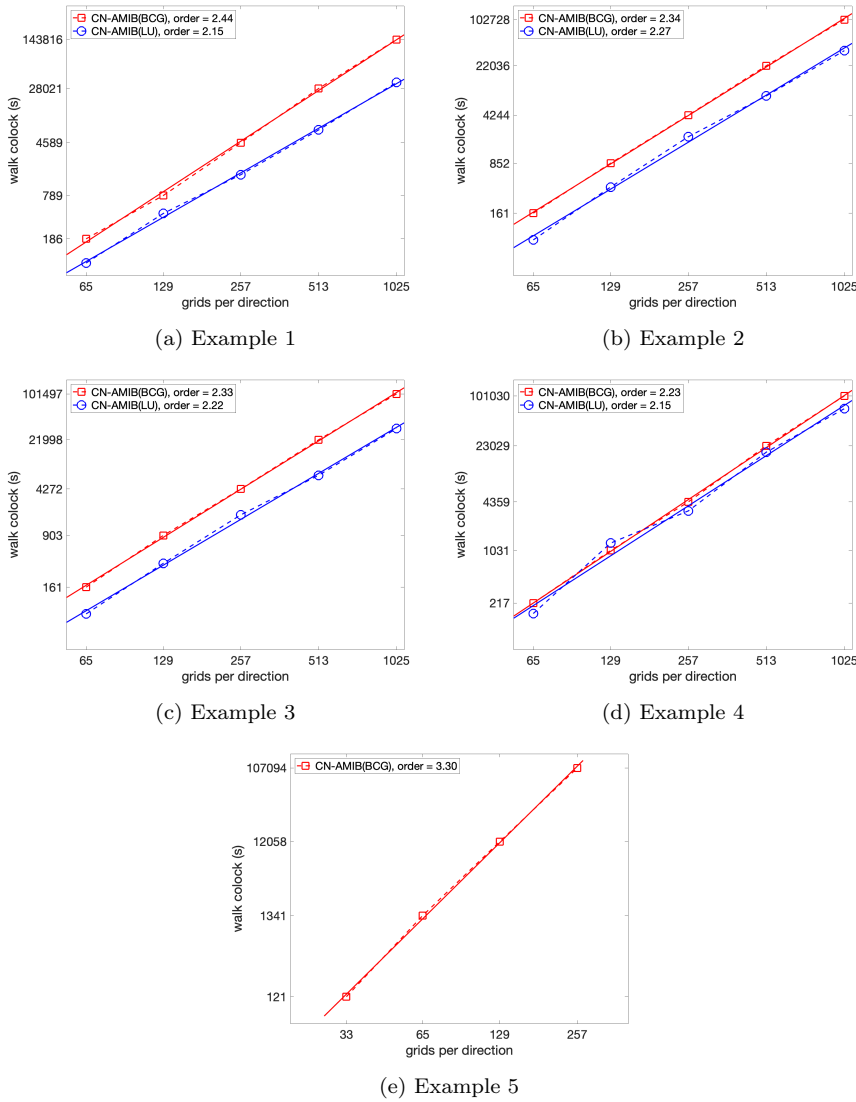 CN-AMIB(BCG), order = 2.44
CN-AMIB(LU), order = 2.15
143816
28021
4589
789
186
walk colock (s)
65 129 257 513 1025
grids per direction
(a) Example 1
CN-AMIB(BCG), order = 2.34
CN-AMIB(LU), order = 2.27
102728
22036
4244
852
161
walk colock (s)
65 129 257 513 1025
grids per direction
(b) Example 2
CN-AMIB(BCG), order = 2.33
CN-AMIB(LU), order = 2.22
101497
21998
4272
903
161
walk colock (s)
65 129 257 513 1025
grids per direction
(c) Example 3
CN-AMIB(BCG), order = 2.23
CN-AMIB(LU), order = 2.15
101030
23029
4359
1031
217
walk colock (s)
65 129 257 513 1025
grids per direction
(d) Example 4
CN-AMIB(BCG), order = 3.30
107094
12058
1341
121
walk colock (s)
33 65 129 257
grids per direction
(e) Example 5